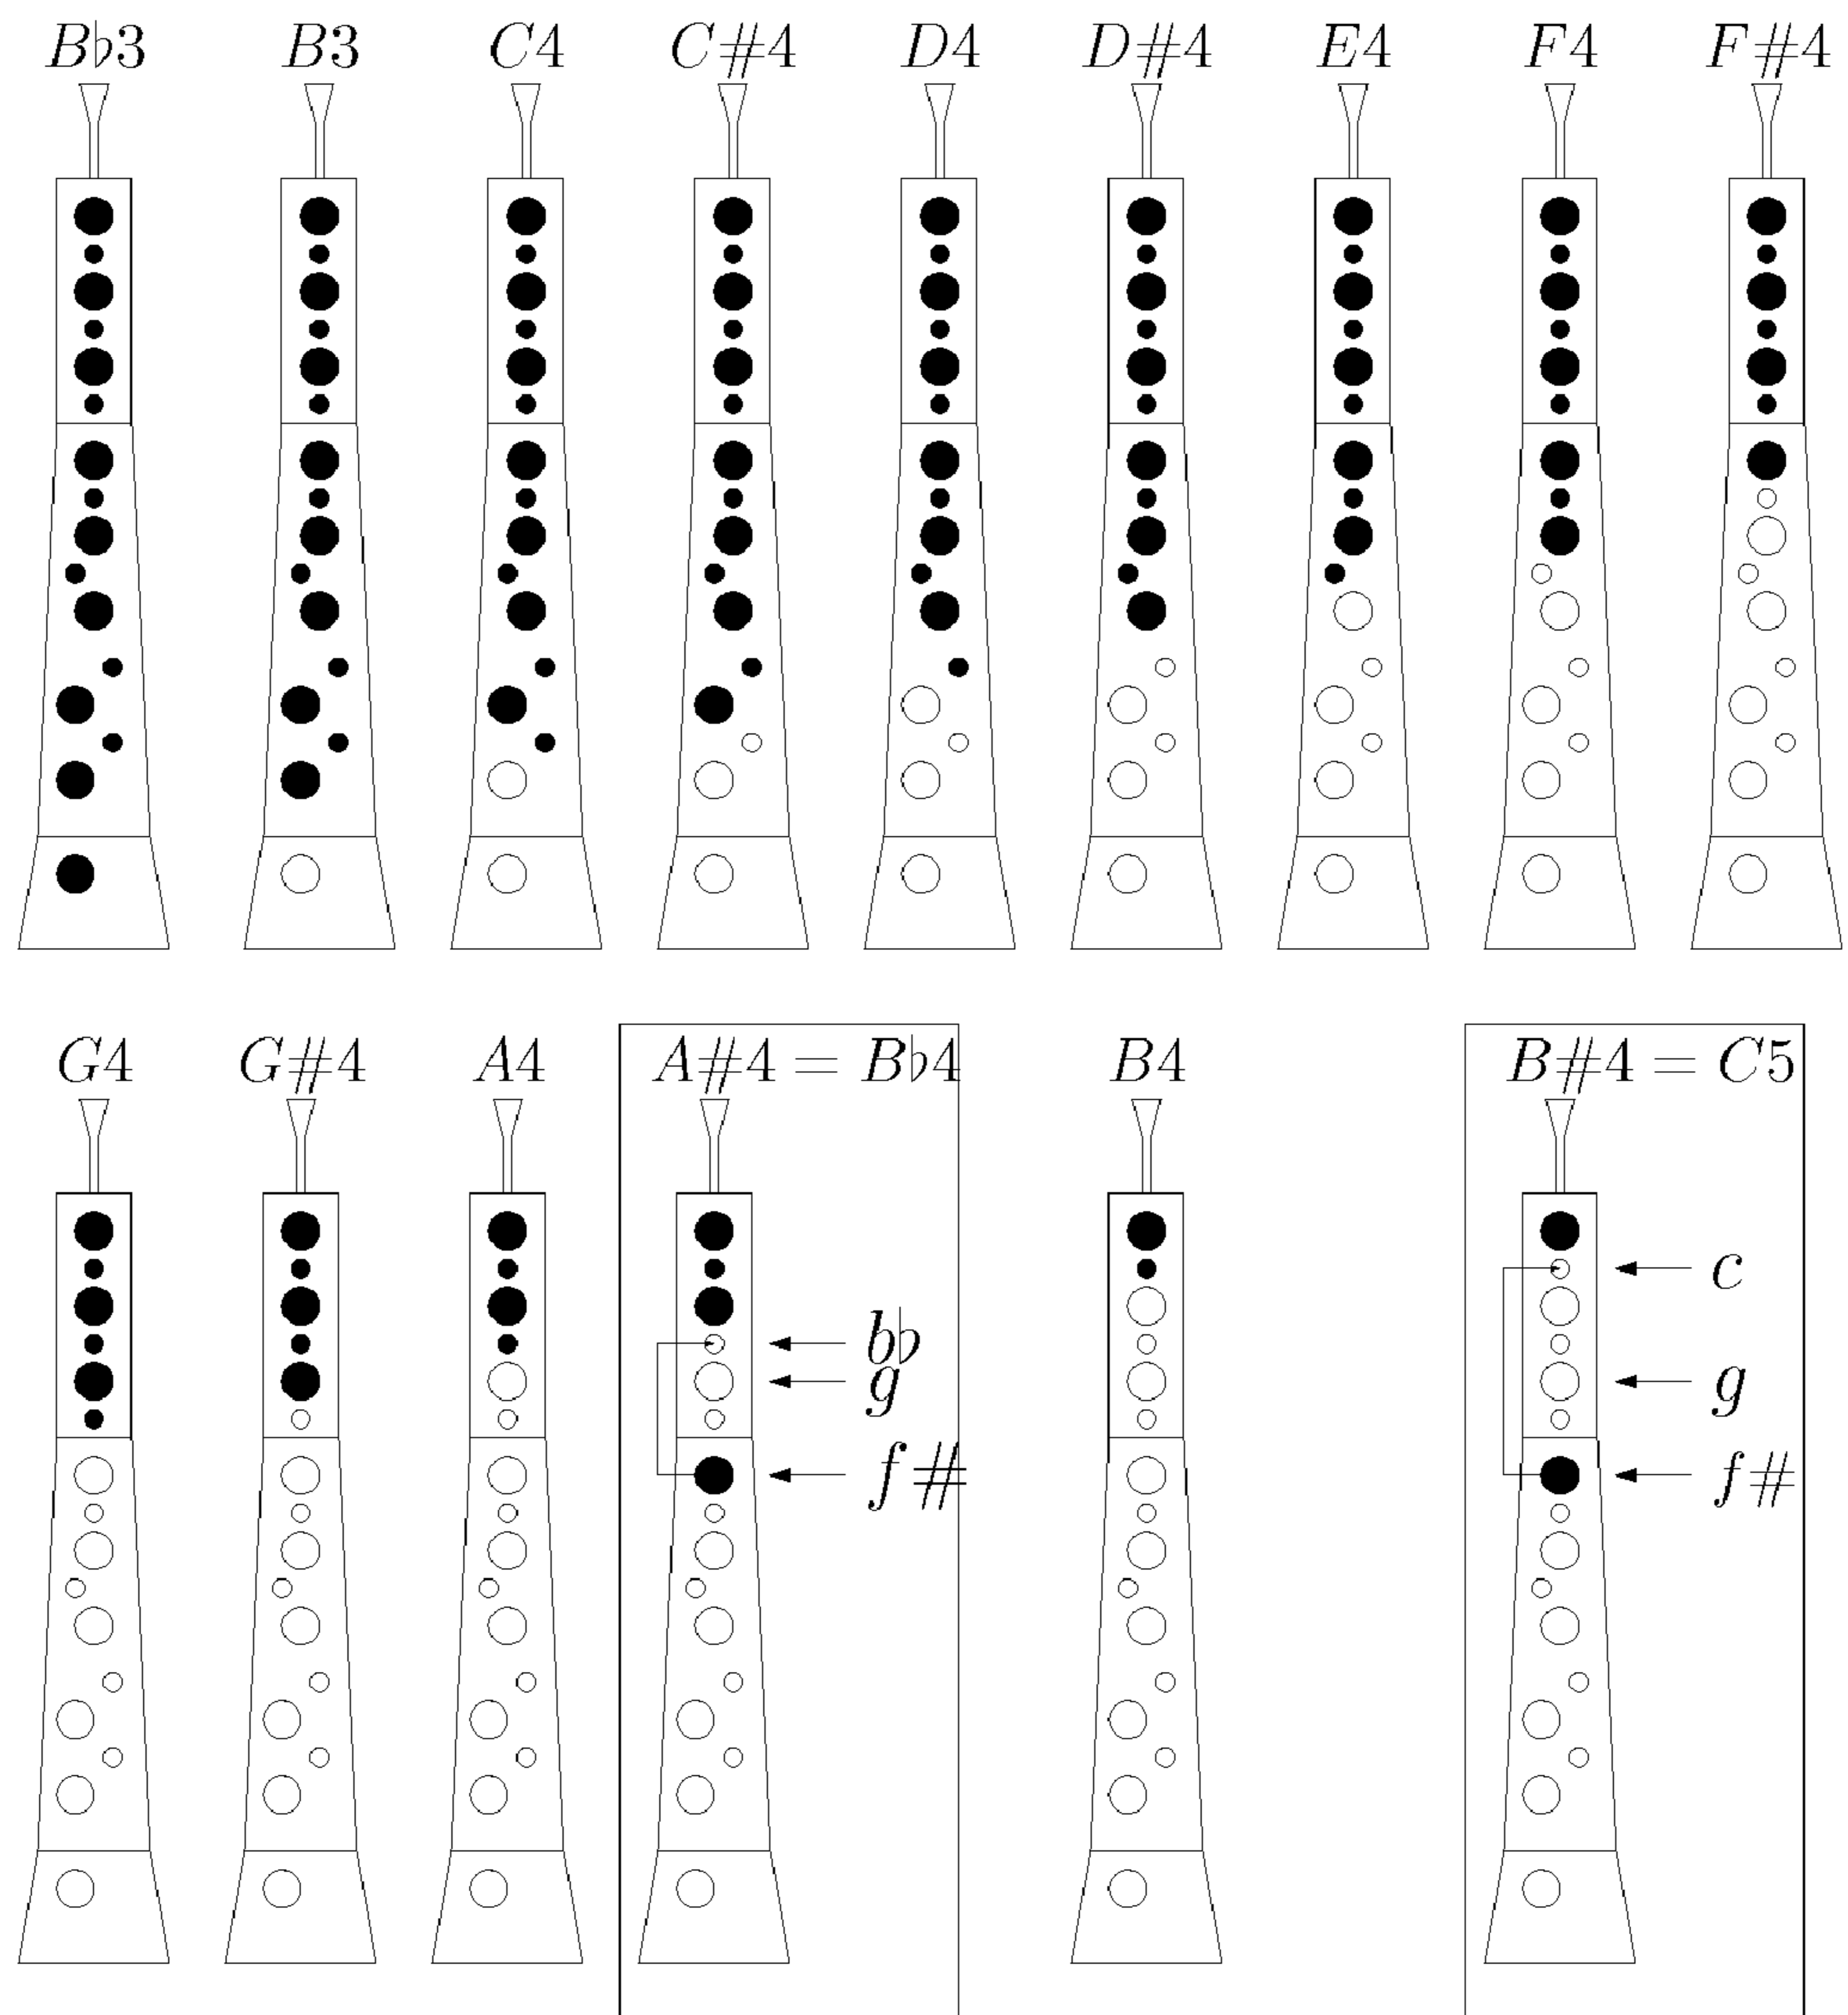 B♭3 B3 C4 C#4 D4 D#4 E4 F4 F#4
G4 G#4 A4 A#4 = B♭4 B4 B#4 = C5
c
b♭
g g
f# f#